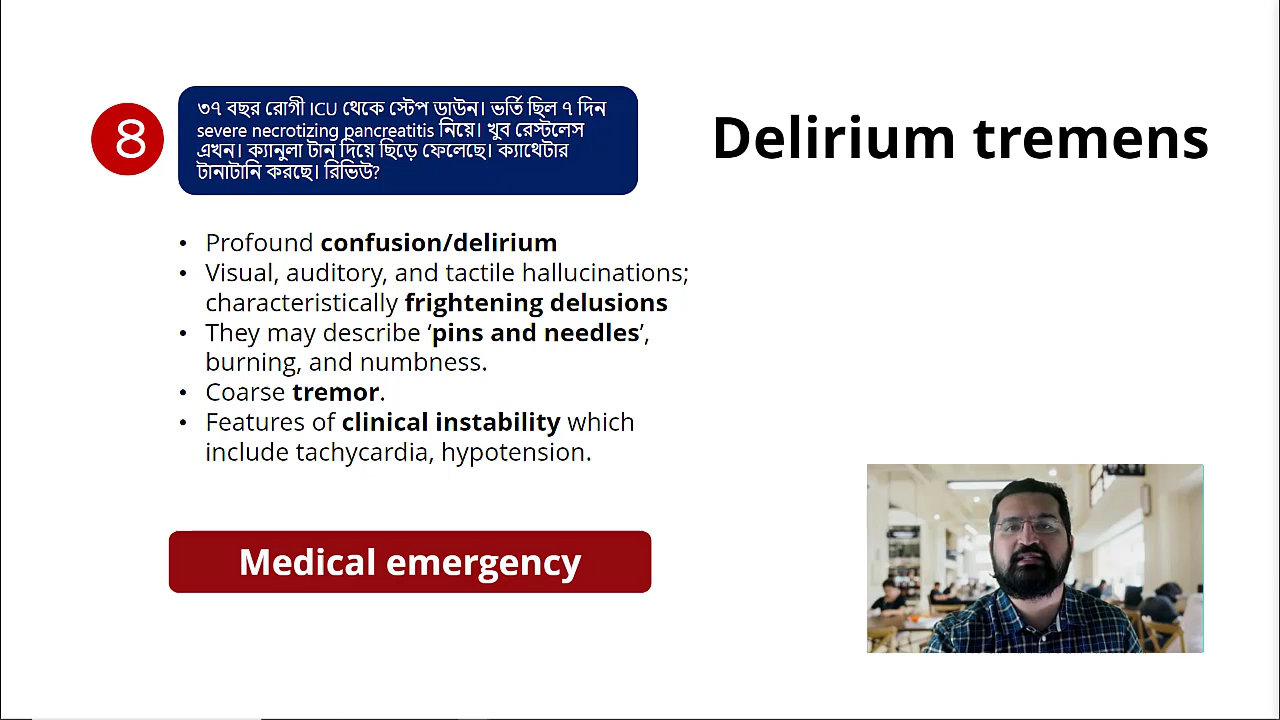 8
৩৭ বছর রোগী ICU থেকে স্টেপ ডাউন। ভর্তি ছিল ৭ দিন
severe necrotizing pancreatitis নিয়ে। খুব রেস্টলেস
এখন। ক্যানুলা টান দিয়ে ছিড়ে ফেলেছে। ক্যাথেটার
টানাটানি করছে। রিভিউ?
Delirium tremens
• Profound confusion/delirium
• Visual, auditory, and tactile hallucinations;
characteristically frightening delusions
• They may describe ‘pins and needles’,
burning, and numbness.
• Coarse tremor.
• Features of clinical instability which
include tachycardia, hypotension.
Medical emergency